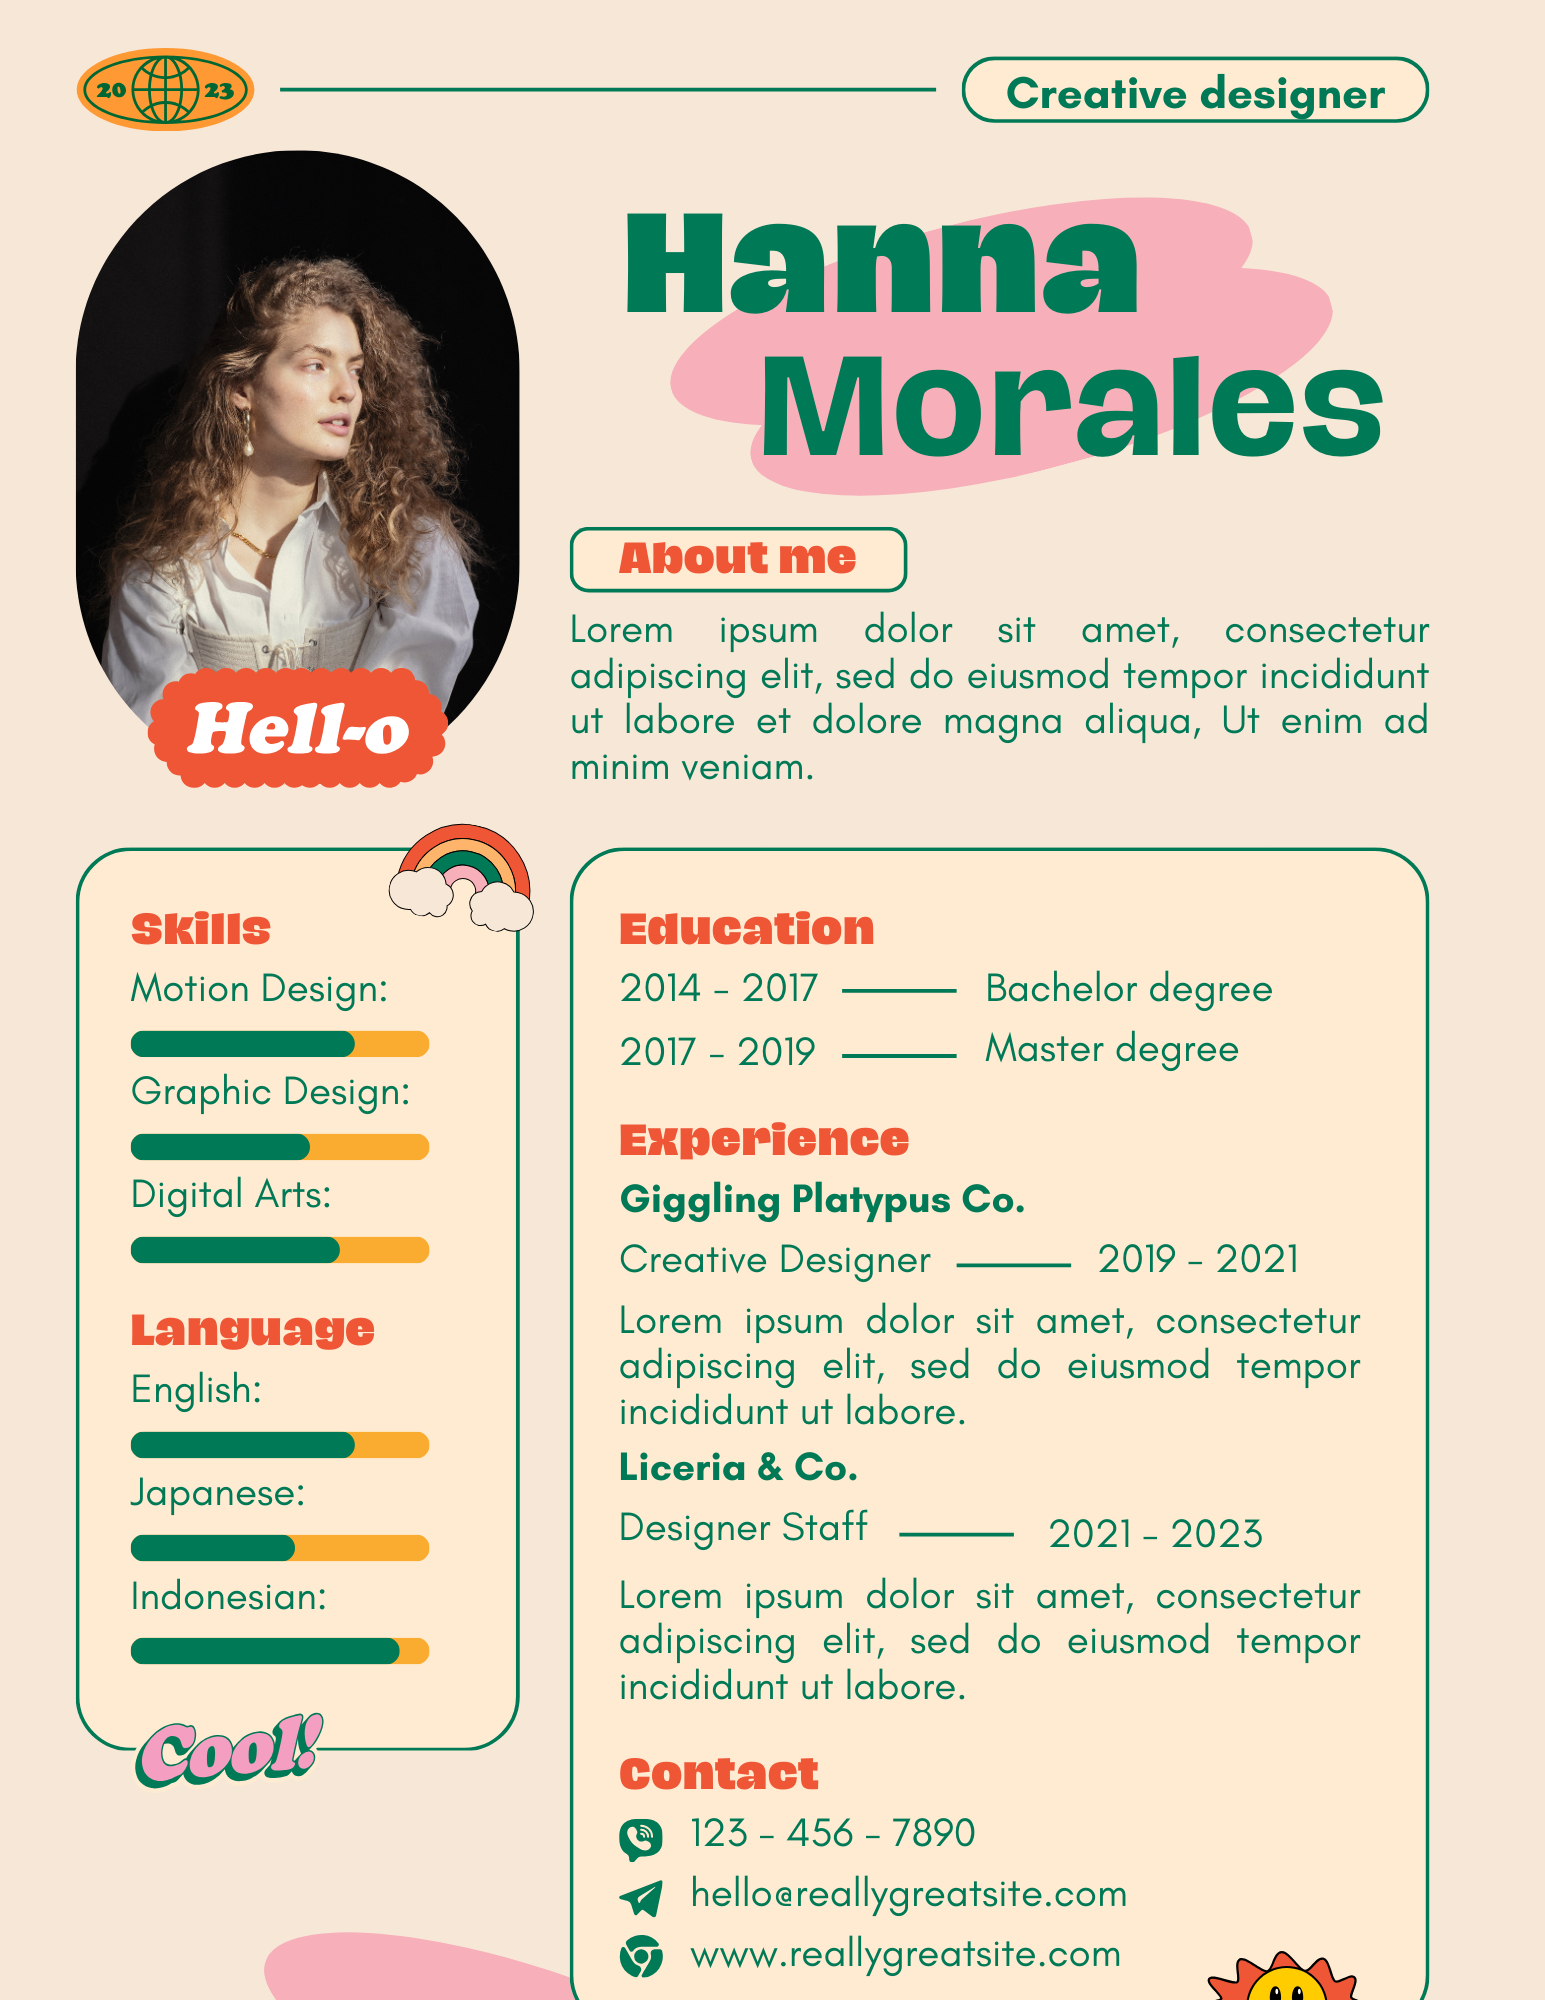 20 23
Creative designer
Hanna
Morales
Hell-o
About me
Lorem ipsum dolor sit amet, consectetur
adipiscing elit, sed do eiusmod tempor incididunt
ut labore et dolore magna aliqua, Ut enim ad
minim veniam.
Skills
Motion Design:
Graphic Design:
Digital Arts:
Language
English:
Japanese:
Indonesian:
Cool!
Education
2014 - 2017 Bachelor degree
2017 - 2019 Master degree
Experience
Giggling Platypus Co.
Creative Designer 2019 - 2021
Lorem ipsum dolor sit amet, consectetur
adipiscing elit, sed do eiusmod tempor
incididunt ut labore.
Liceria & Co.
Designer Staff 2021 - 2023
Lorem ipsum dolor sit amet, consectetur
adipiscing elit, sed do eiusmod tempor
incididunt ut labore.
Contact
123 - 456 - 7890
hello@reallygreatsite.com
www.reallygreatsite.com